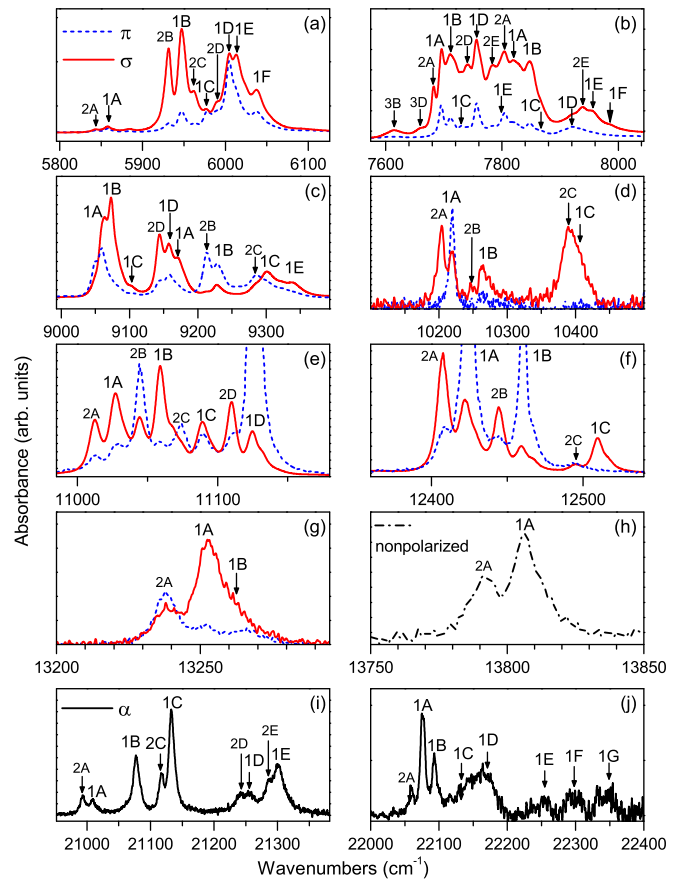 (a)
π
σ
2A
1A
2B
1B
2C
1C
2D
1D
1E
1F
5800
5900
6000
6100
(b)
3B
3D
2A
1A
1B
1C
2D
1D
2E
1E
2A
1A
1B
1C
1D
2E
1E
1F
7600
7800
8000
(c)
1A
1B
1C
2D
1D
1A
2B
1B
2C
1C
1E
9000
9100
9200
9300
(d)
2A
1A
2B
1B
2C
1C
10200
10300
10400
(e)
2A
1A
2B
1B
2C
1C
2D
1D
11000
11100
(f)
2A
1A
2B
1B
2C
1C
12400
12500
(g)
2A
1A
1B
13200
13250
(h)
nonpolarized
2A
1A
13750
13800
13850
(i)
α
2A
1A
1B
2C
1C
2D
1D
2E
1E
21000
21100
21200
21300
(j)
2A
1A
1B
1C
1D
1E
1F
1G
22000
22100
22200
22300
22400
Absorbance (arb. units)
Wavenumbers (cm⁻¹)